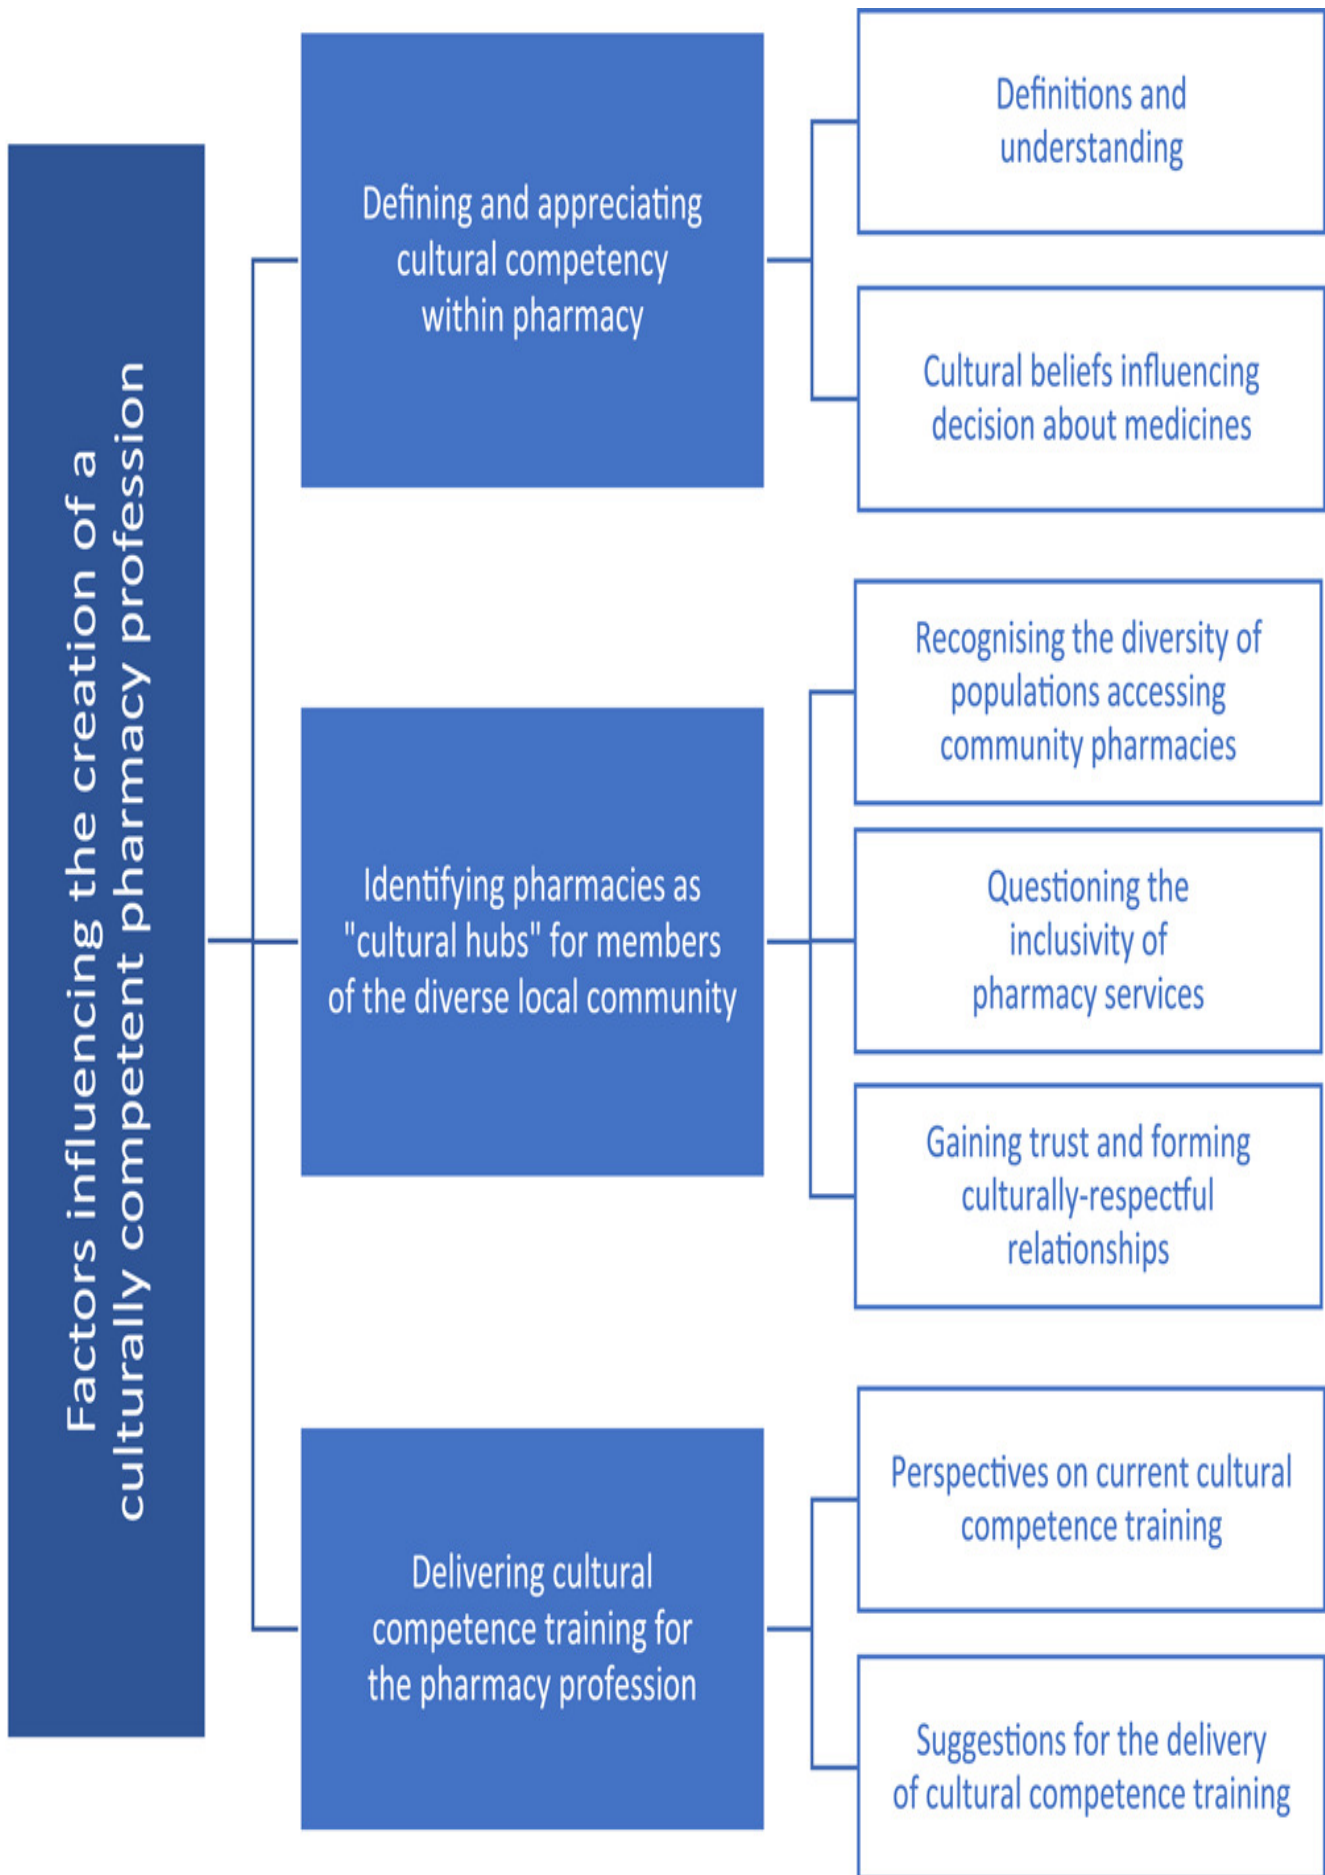 Factors influencing the creation of a
culturally competent pharmacy profession
Defining and appreciating
cultural competency
within pharmacy
Definitions and
understanding
Cultural beliefs influencing
decision about medicines
Identifying pharmacies as
"cultural hubs" for members
of the diverse local community
Recognising the diversity of
populations accessing
community pharmacies
Questioning the
inclusivity of
pharmacy services
Gaining trust and forming
culturally-respectful
relationships
Delivering cultural
competence training for
the pharmacy profession
Perspectives on current cultural
competence training
Suggestions for the delivery
of cultural competence training